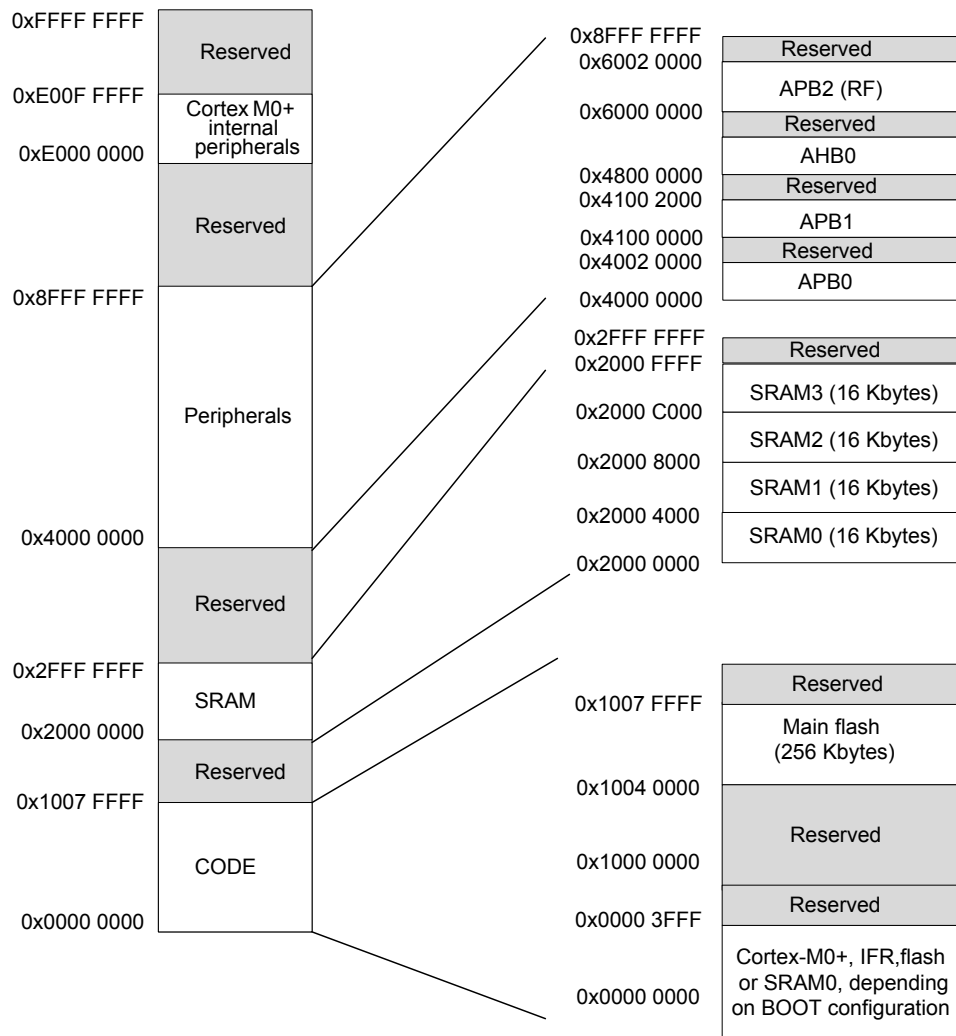 0xFFFF FFFF
Reserved
0xE00F FFFF
Cortex M0+
internal
peripherals
0xE000 0000
Reserved
0x8FFF FFFF
Peripherals
0x4000 0000
Reserved
0x2FFF FFFF
SRAM
0x2000 0000
Reserved
0x1007 FFFF
CODE
0x0000 0000
0x8FFF FFFF
Reserved
0x6002 0000
APB2 (RF)
0x6000 0000
Reserved
AHB0
0x4800 0000
Reserved
0x4100 2000
APB1
0x4100 0000
Reserved
0x4002 0000
APB0
0x4000 0000
0x2FFF FFFF
Reserved
0x2000 FFFF
SRAM3 (16 Kbytes)
0x2000 C000
SRAM2 (16 Kbytes)
0x2000 8000
SRAM1 (16 Kbytes)
0x2000 4000
SRAM0 (16 Kbytes)
0x2000 0000
Reserved
0x1007 FFFF
Main flash
(256 Kbytes)
0x1004 0000
Reserved
0x1000 0000
Reserved
0x0000 3FFF
Cortex-M0+, IFR,flash
or SRAM0, depending
on BOOT configuration
0x0000 0000